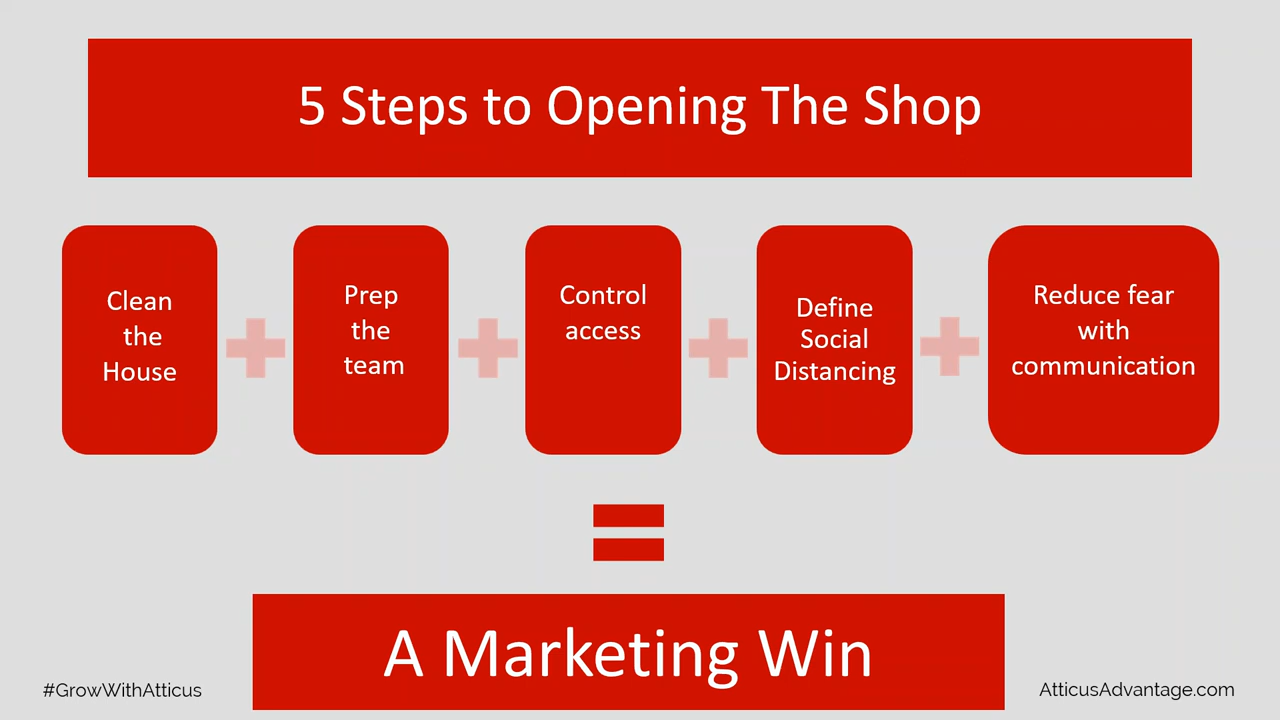 5 Steps to Opening The Shop
Clean
the
House
Prep
the
team
Control
access
Define
Social
Distancing
Reduce fear
with
communication
A Marketing Win
#GrowWithAtticus
AtticusAdvantage.com